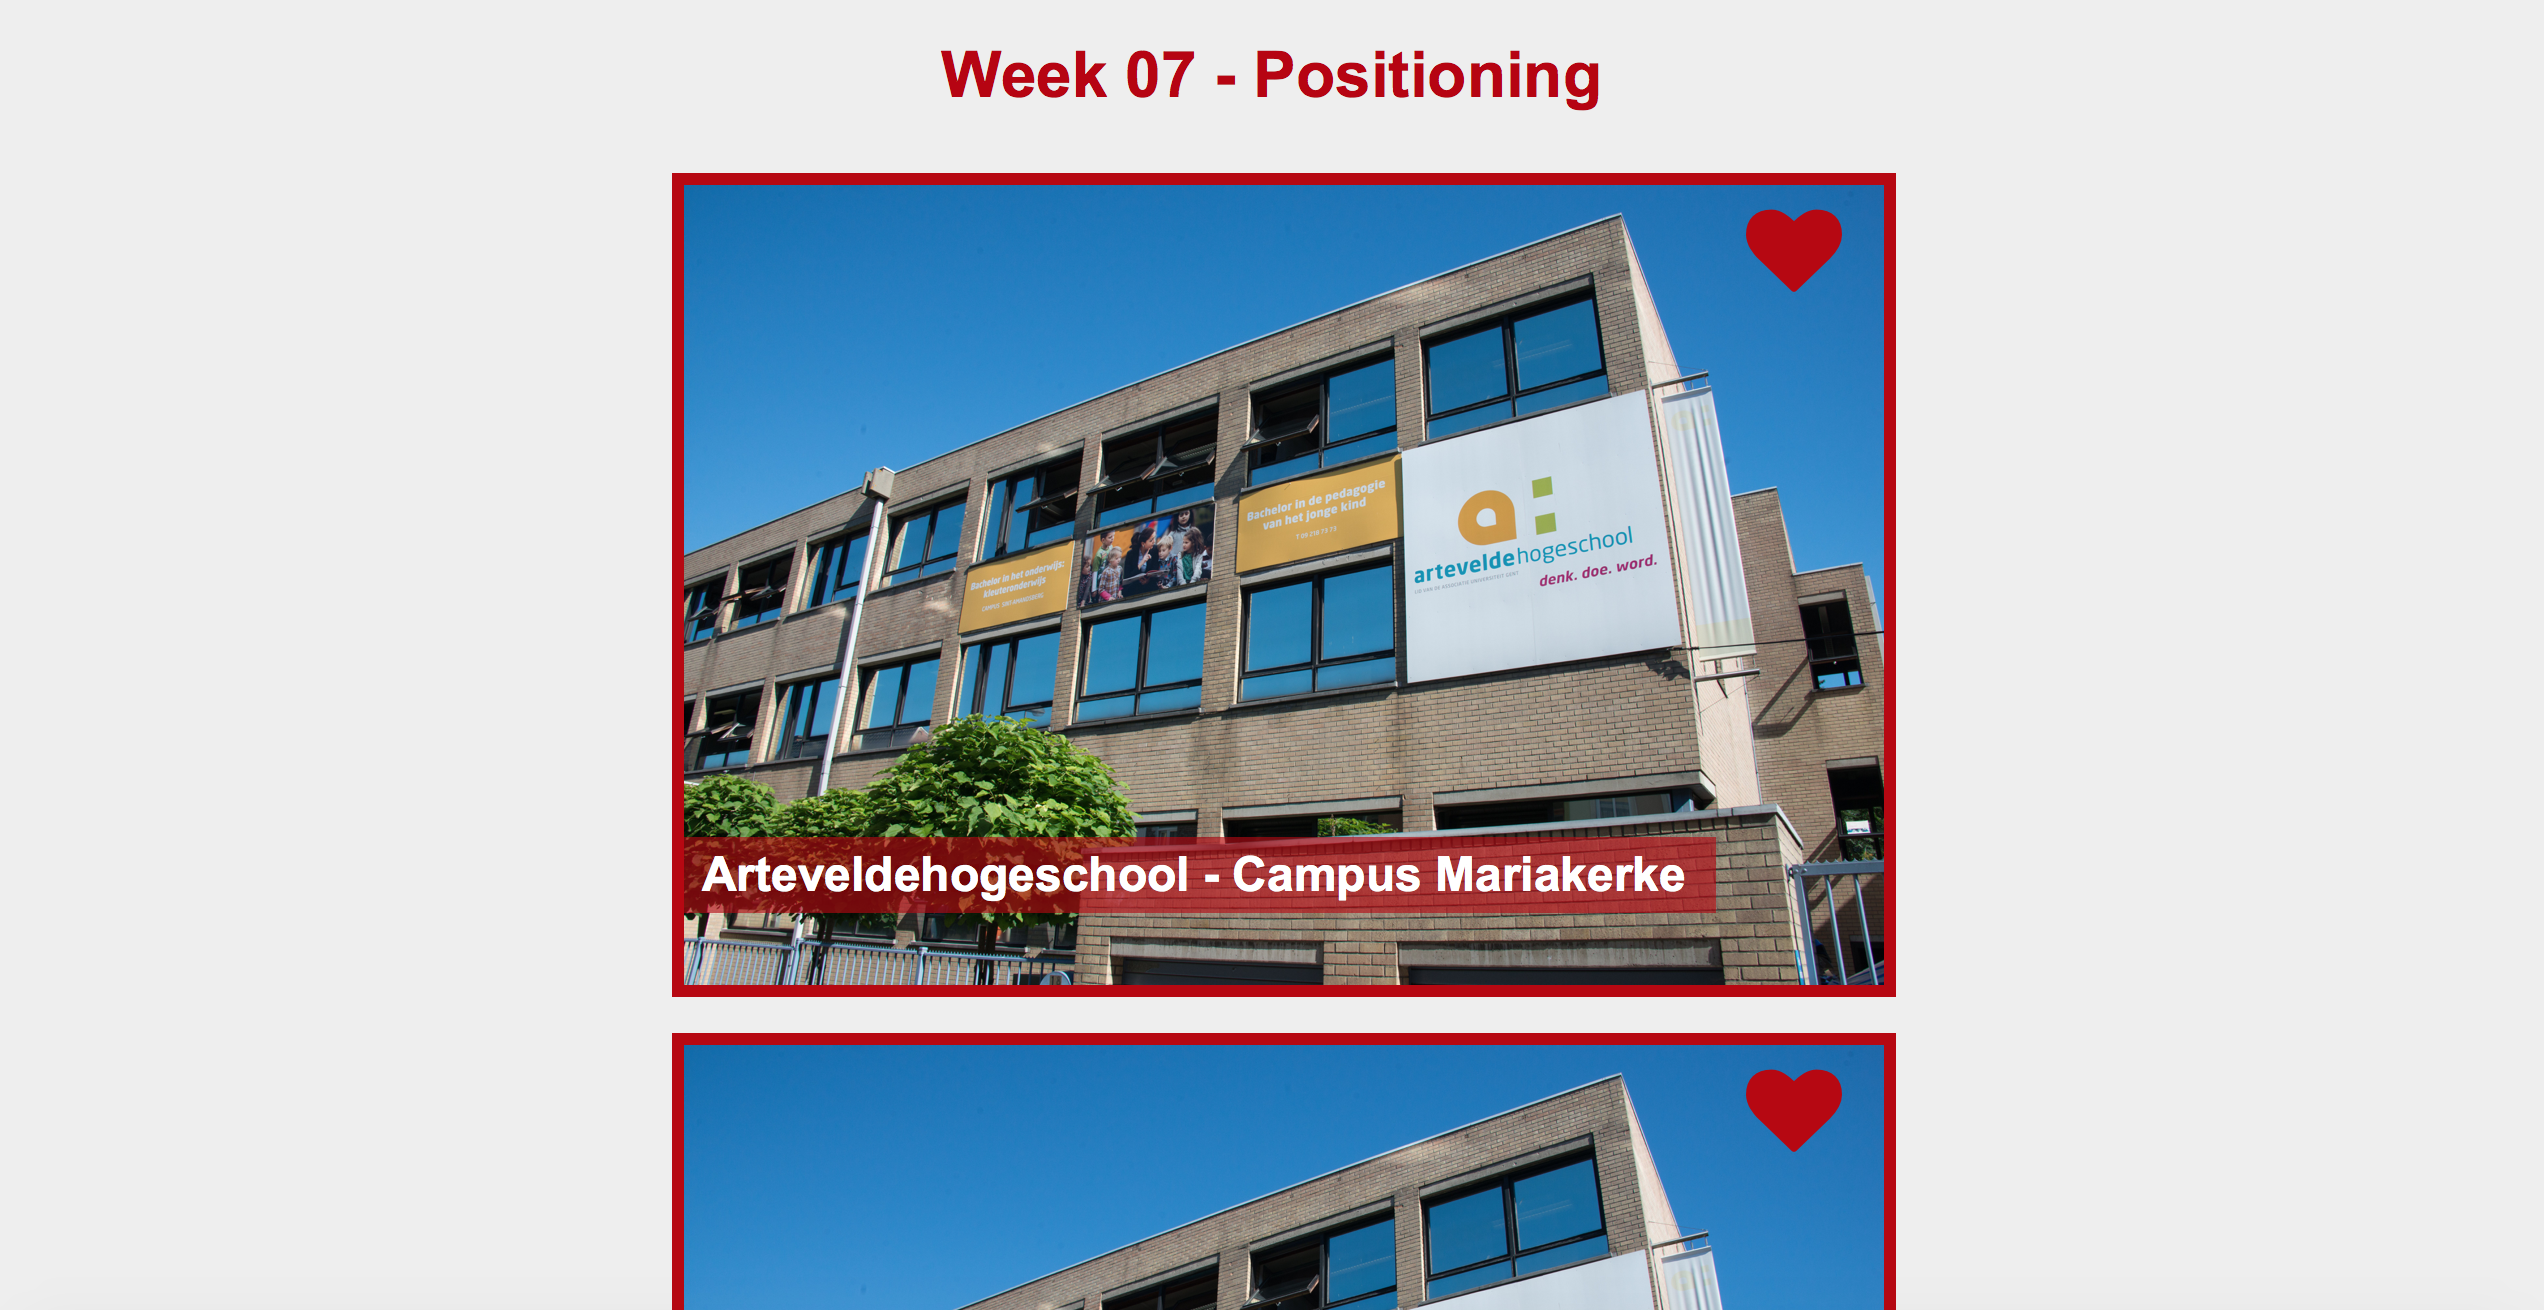 Week 07 - Positioning
Bachelor in de pedagogie
van het jonge kind
Bachelor in het onderwijs:
kleuteronderwijs
arteveldehogeschool
denk. doe. word.
Arteveldehogeschool - Campus Mariakerke